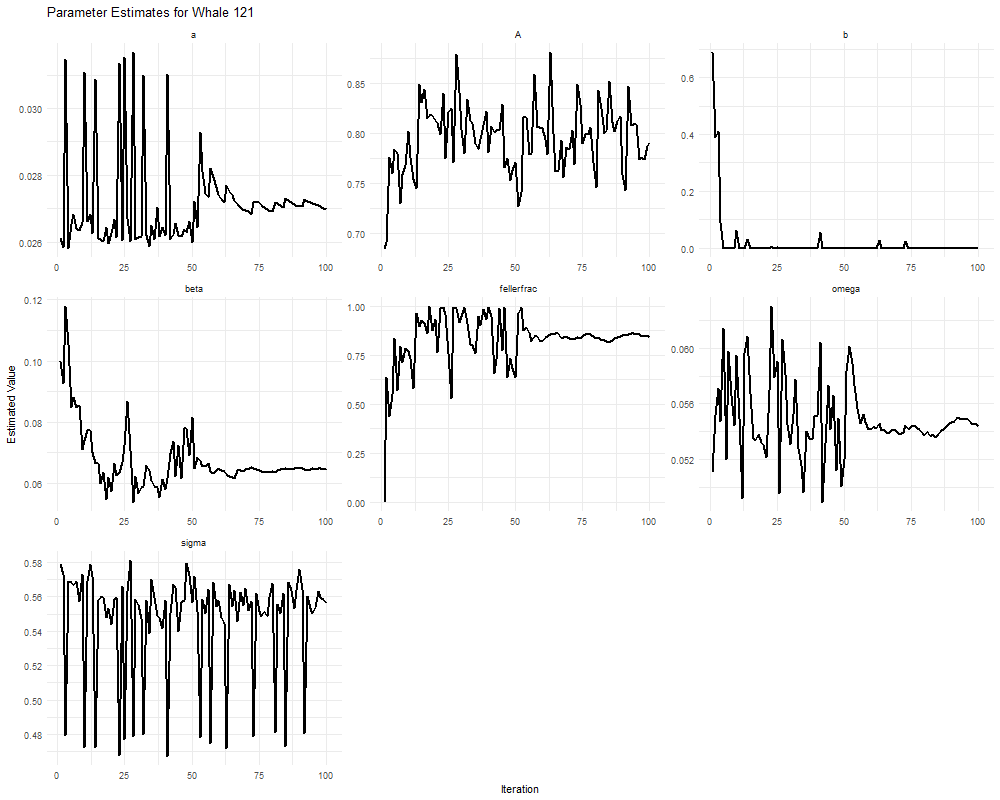 Parameter Estimates for Whale 121
a A b
0.030 0.85 0.6
0.028 0.80 0.4
0.026 0.75 0.2
0.70 0.0
0 25 50 75 100 0 25 50 75 100 0 25 50 75 100
beta fellerfrac omega
0.12 1.00 0.060
0.10 0.75 0.056
0.08 0.50 0.052
0.06 0.25
0.00
0 25 50 75 100 0 25 50 75 100 0 25 50 75 100
sigma
0.58
0.56
0.54
0.52
0.50
0.48
0 25 50 75 100
Estimated Value
Iteration